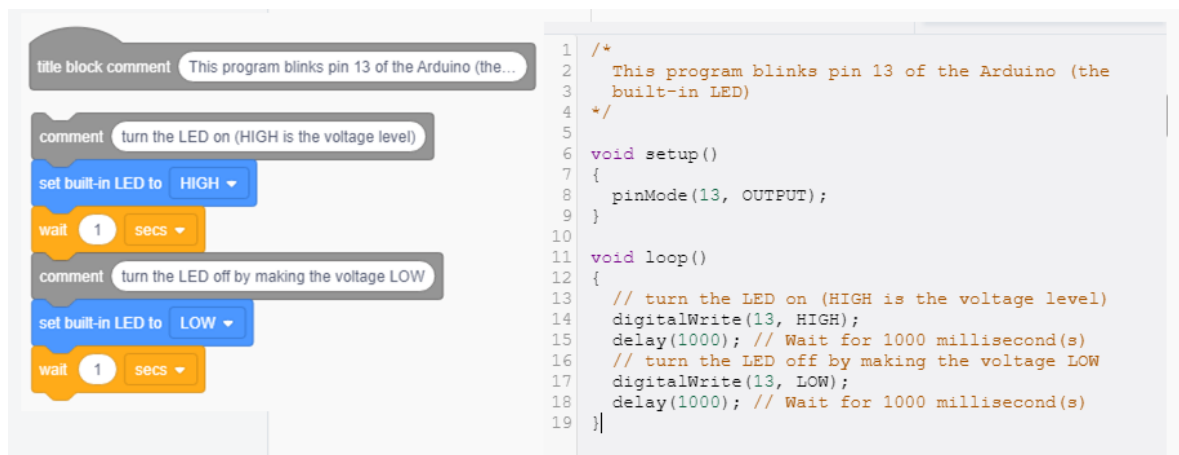 title block comment This program blinks pin 13 of the Arduino (the...
comment turn the LED on (HIGH is the voltage level)
set built-in LED to HIGH
wait 1 secs
comment turn the LED off by making the voltage LOW
set built-in LED to LOW
wait 1 secs
1 /*
2 This program blinks pin 13 of the Arduino (the
3 built-in LED)
4 */
5
6 void setup()
7 {
8 pinMode(13, OUTPUT);
9 }
10
11 void loop()
12 {
13 // turn the LED on (HIGH is the voltage level)
14 digitalWrite(13, HIGH);
15 delay(1000); // Wait for 1000 millisecond(s)
16 // turn the LED off by making the voltage LOW
17 digitalWrite(13, LOW);
18 delay(1000); // Wait for 1000 millisecond(s)
19 }